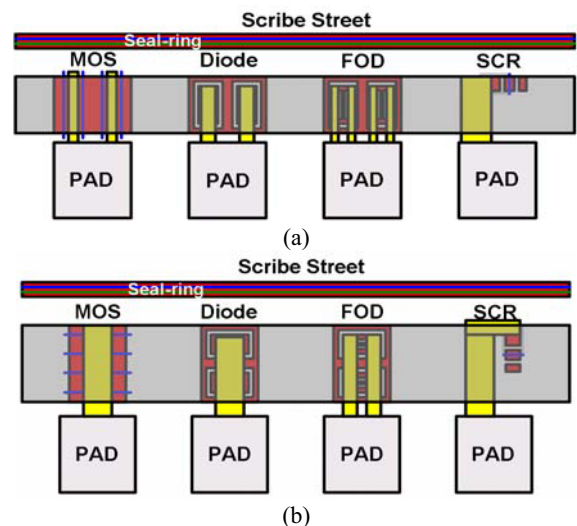 Scribe Street
Seal-ring
MOS Diode FOD SCR
PAD PAD PAD PAD
(a)
Scribe Street
Seal-ring
MOS Diode FOD SCR
PAD PAD PAD PAD
(b)